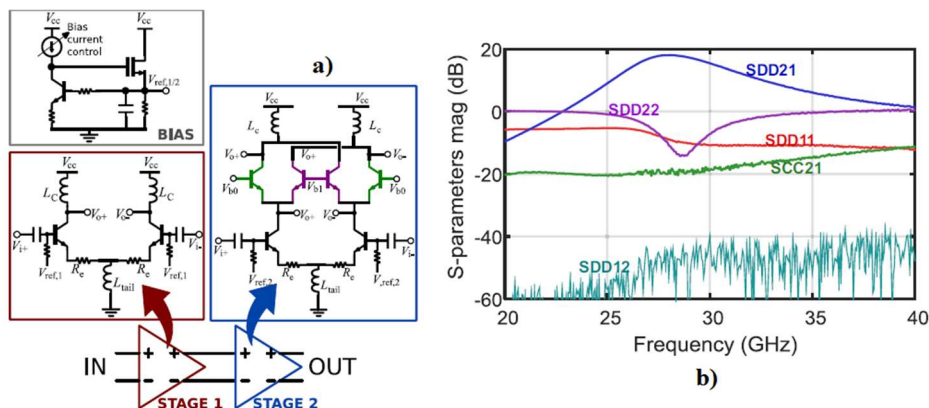 Vcc
Vcc
Bias
current
control
Vref,1/2
BIAS
a)
Vcc
Vcc
LC
LC
Vo+
Vo-
Vi+
Vi-
Vref,1
Re
Re
Vref,1
Ltail
Vcc
Vcc
Lc
Lc
Vo+
Vo+
Vo-
Vb0
Vb1
Vb0
Vo+
Vo-
Vi+
Vi-
Vref,2
Re
Re
V,ref,2
Ltail
IN
+ +
- -
+ +
- -
OUT
STAGE 1
STAGE 2
S-parameters mag (dB)
20
0
-20
-40
-60
SDD21
SDD22
SDD11
SCC21
SDD12
20
25
30
35
40
Frequency (GHz)
b)